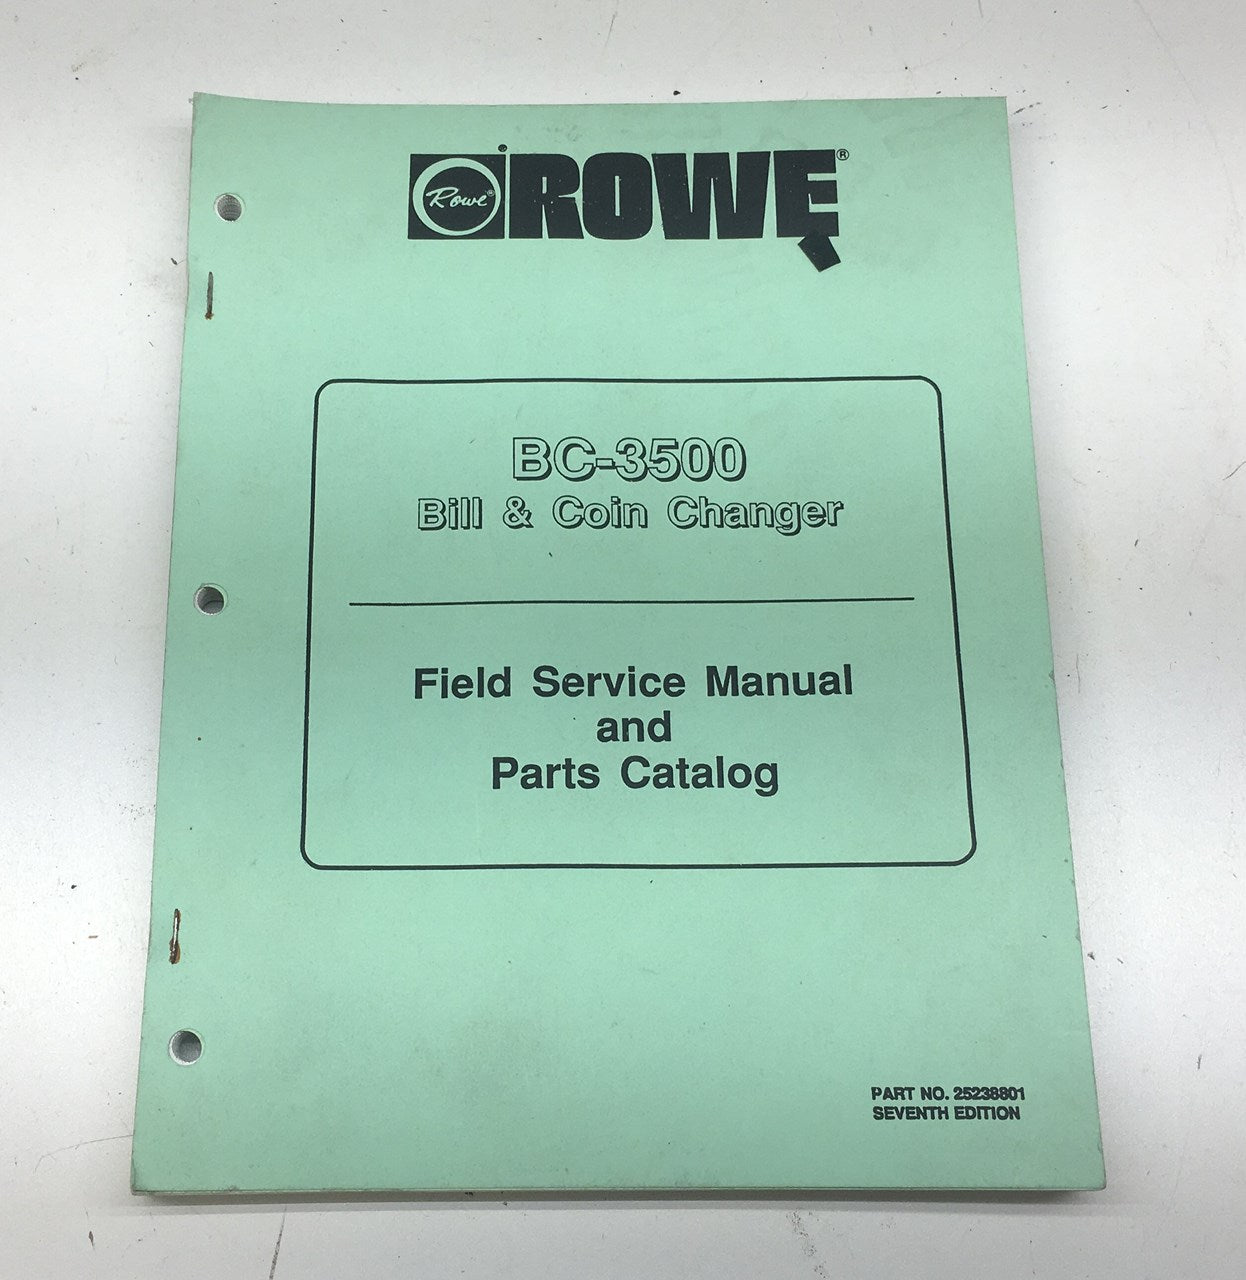 Rowe® ROWE®
BC-3500
Bill & Coin Changer
Field Service Manual
and
Parts Catalog
PART NO. 25238801
SEVENTH EDITION